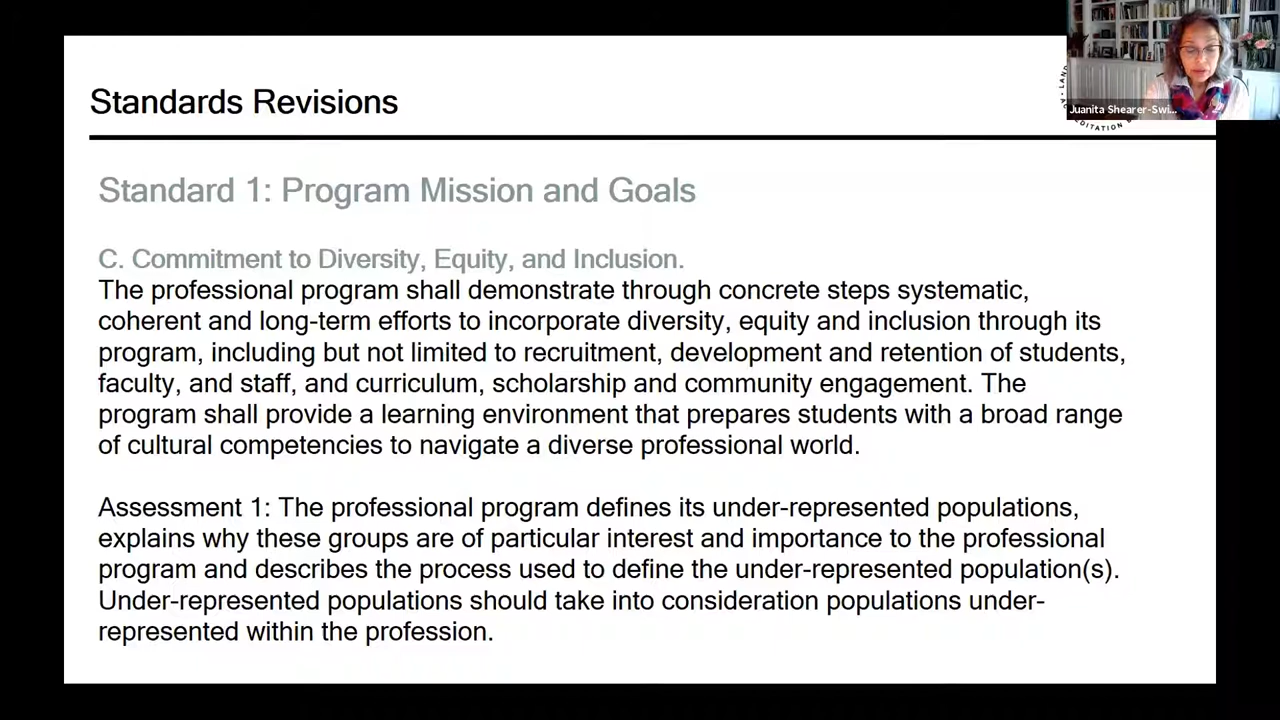 Standards Revisions
Juanita Shearer-Swi...
LAND
EDITATION
Standard 1: Program Mission and Goals
C. Commitment to Diversity, Equity, and Inclusion.
The professional program shall demonstrate through concrete steps systematic,
coherent and long-term efforts to incorporate diversity, equity and inclusion through its
program, including but not limited to recruitment, development and retention of students,
faculty, and staff, and curriculum, scholarship and community engagement. The
program shall provide a learning environment that prepares students with a broad range
of cultural competencies to navigate a diverse professional world.
Assessment 1: The professional program defines its under-represented populations,
explains why these groups are of particular interest and importance to the professional
program and describes the process used to define the under-represented population(s).
Under-represented populations should take into consideration populations under-
represented within the profession.